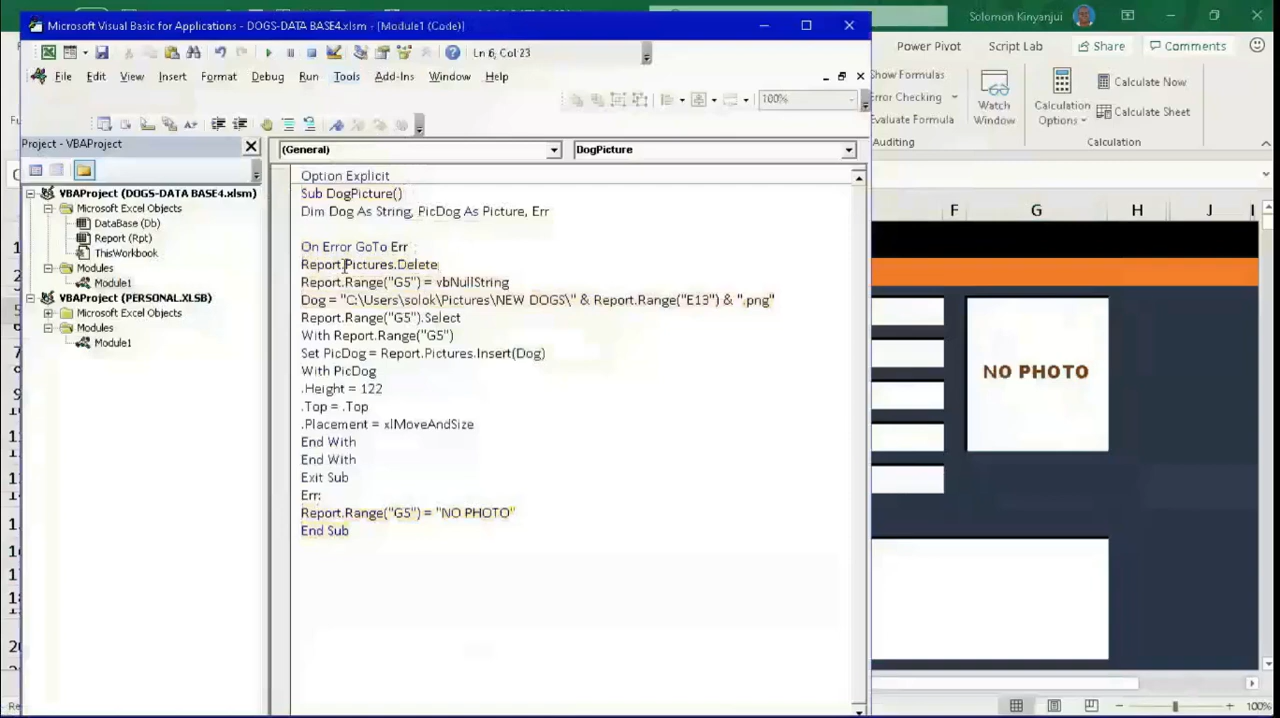 Microsoft Visual Basic for Applications - DOGS-DATA BASE4.xlsm - [Module1 (Code)]
Solomon Kinyanjui
Ln 6, Col 23
Power Pivot
Script Lab
Share
Comments
File Edit View Insert Format Debug Run Tools Add-Ins Window Help
100%
Show Formulas
Error Checking
Evaluate Formula
Auditing
Watch Window
Calculation Options
Calculate Now
Calculate Sheet
Calculation
Project - VBAProject
VBAProject (DOGS-DATA BASE4.xlsm)
Microsoft Excel Objects
DataBase (Db)
Report (Rpt)
ThisWorkbook
Modules
Module1
VBAProject (PERSONAL.XLSB)
Microsoft Excel Objects
Modules
Module1
(General)
DogPicture
Option Explicit
Sub DogPicture()
Dim Dog As String, PicDog As Picture, Err
On Error GoTo Err
Report.Pictures.Delete
Report.Range("G5") = vbNullString
Dog = "C:\Users\solok\Pictures\NEW DOGS\" & Report.Range("E13") & ".png"
Report.Range("G5").Select
With Report.Range("G5")
Set PicDog = Report.Pictures.Insert(Dog)
With PicDog
.Height = 122
.Top = .Top
.Placement = xlMoveAndSize
End With
End With
Exit Sub
Err:
Report.Range("G5") = "NO PHOTO"
End Sub
F G H J
NO PHOTO
100%